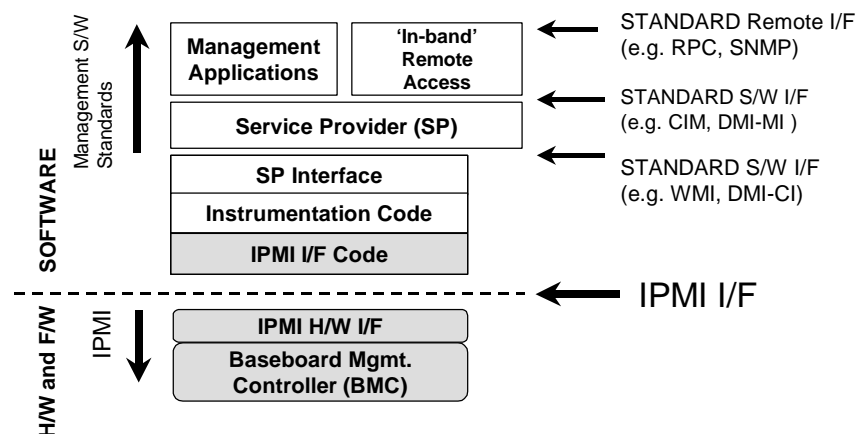 Management
Applications
'In-band'
Remote
Access
STANDARD Remote I/F
(e.g. RPC, SNMP)
Management S/W
Standards
Service Provider (SP)
STANDARD S/W I/F
(e.g. CIM, DMI-MI )
SOFTWARE
SP Interface
Instrumentation Code
IPMI I/F Code
STANDARD S/W I/F
(e.g. WMI, DMI-CI)
IPMI I/F
H/W and F/W
IPMI
IPMI H/W I/F
Baseboard Mgmt.
Controller (BMC)